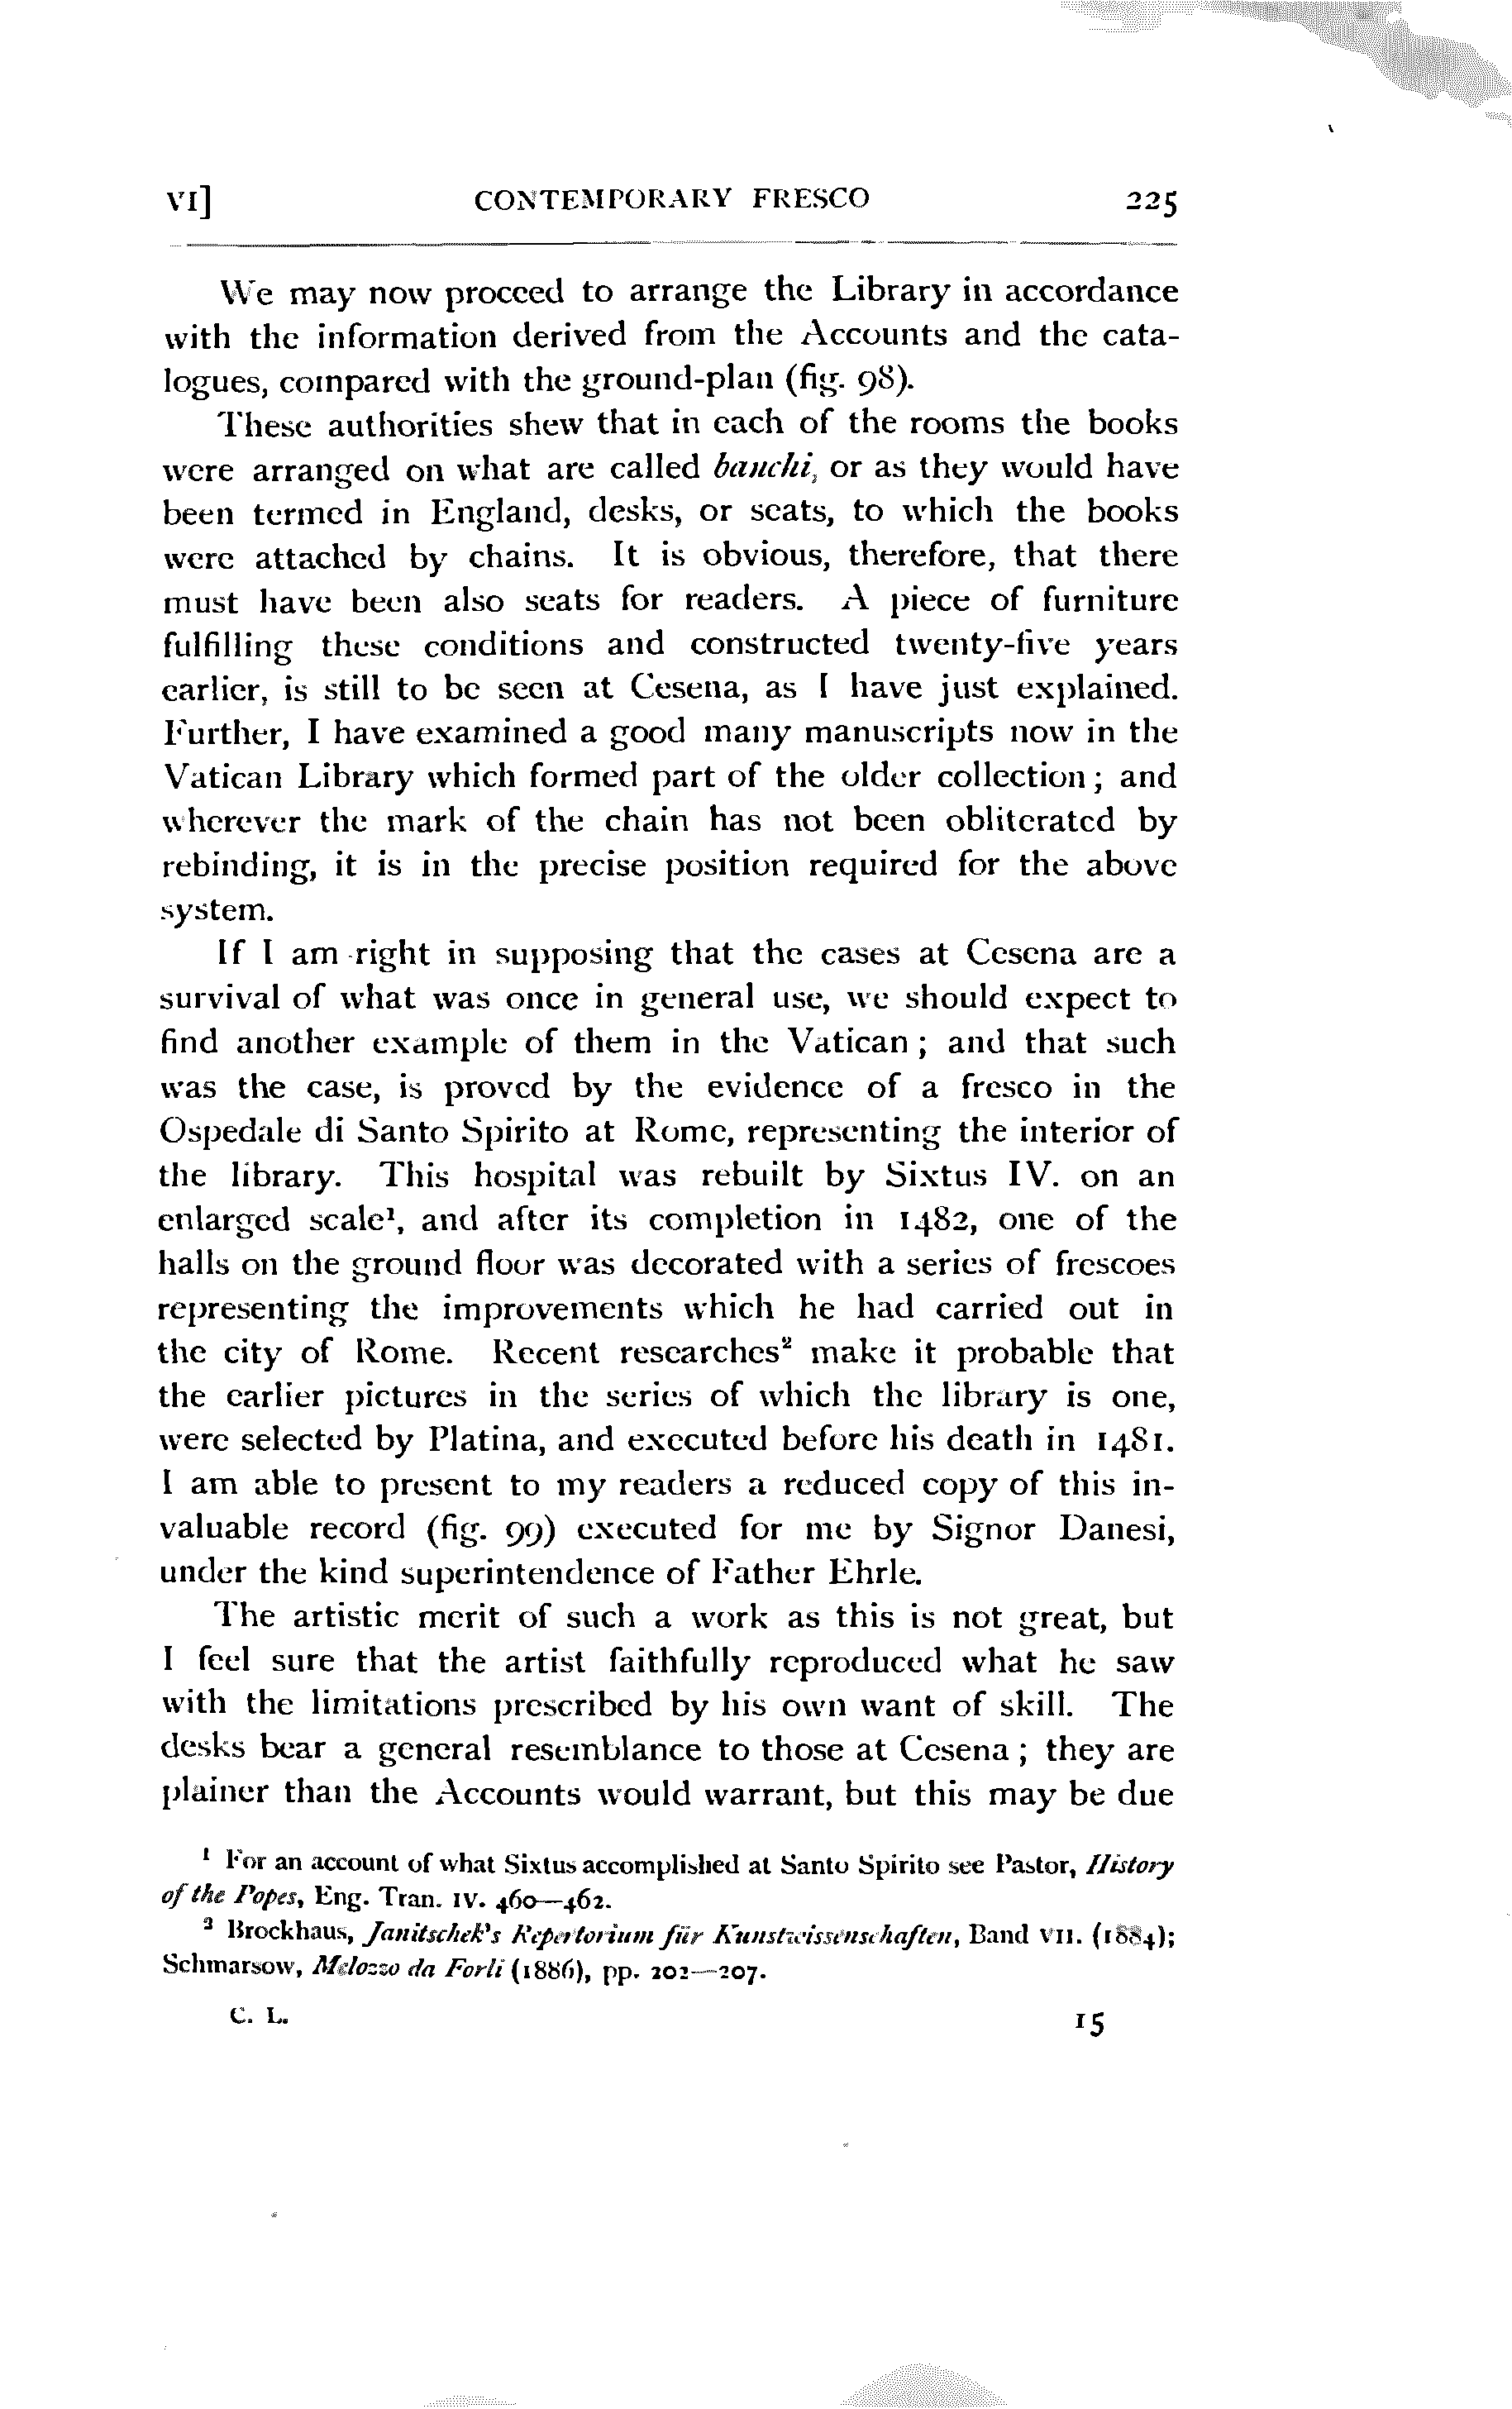 VI] CONTEMPORARY FRESCO 225
We may now proceed to arrange the Library in accordance
with the information derived from the Accounts and the cata-
logues, compared with the ground-plan (fig. 98).
These authorities shew that in each of the rooms the books
were arranged on what are called banchi, or as they would have
been termed in England, desks, or seats, to which the books
were attached by chains. It is obvious, therefore, that there
must have been also seats for readers. A piece of furniture
fulfilling these conditions and constructed twenty-five years
earlier, is still to be seen at Cesena, as I have just explained.
Further, I have examined a good many manuscripts now in the
Vatican Library which formed part of the older collection; and
wherever the mark of the chain has not been obliterated by
rebinding, it is in the precise position required for the above
system.
If I am right in supposing that the cases at Cesena are a
survival of what was once in general use, we should expect to
find another example of them in the Vatican; and that such
was the case, is proved by the evidence of a fresco in the
Ospedale di Santo Spirito at Rome, representing the interior of
the library. This hospital was rebuilt by Sixtus IV. on an
enlarged scale¹, and after its completion in 1482, one of the
halls on the ground floor was decorated with a series of frescoes
representing the improvements which he had carried out in
the city of Rome. Recent researches² make it probable that
the earlier pictures in the series of which the library is one,
were selected by Platina, and executed before his death in 1481.
I am able to present to my readers a reduced copy of this in-
valuable record (fig. 99) executed for me by Signor Danesi,
under the kind superintendence of Father Ehrle.
The artistic merit of such a work as this is not great, but
I feel sure that the artist faithfully reproduced what he saw
with the limitations prescribed by his own want of skill. The
desks bear a general resemblance to those at Cesena; they are
plainer than the Accounts would warrant, but this may be due
¹ For an account of what Sixtus accomplished at Santo Spirito see Pastor, History
of the Popes, Eng. Tran. IV. 460—462.
² Brockhaus, Janitschek's Repertorium für Kunstwissenschaften, Band VII. (1884);
Schmarsow, Melozzo da Forli (1886), pp. 202—207.
C. L. 15